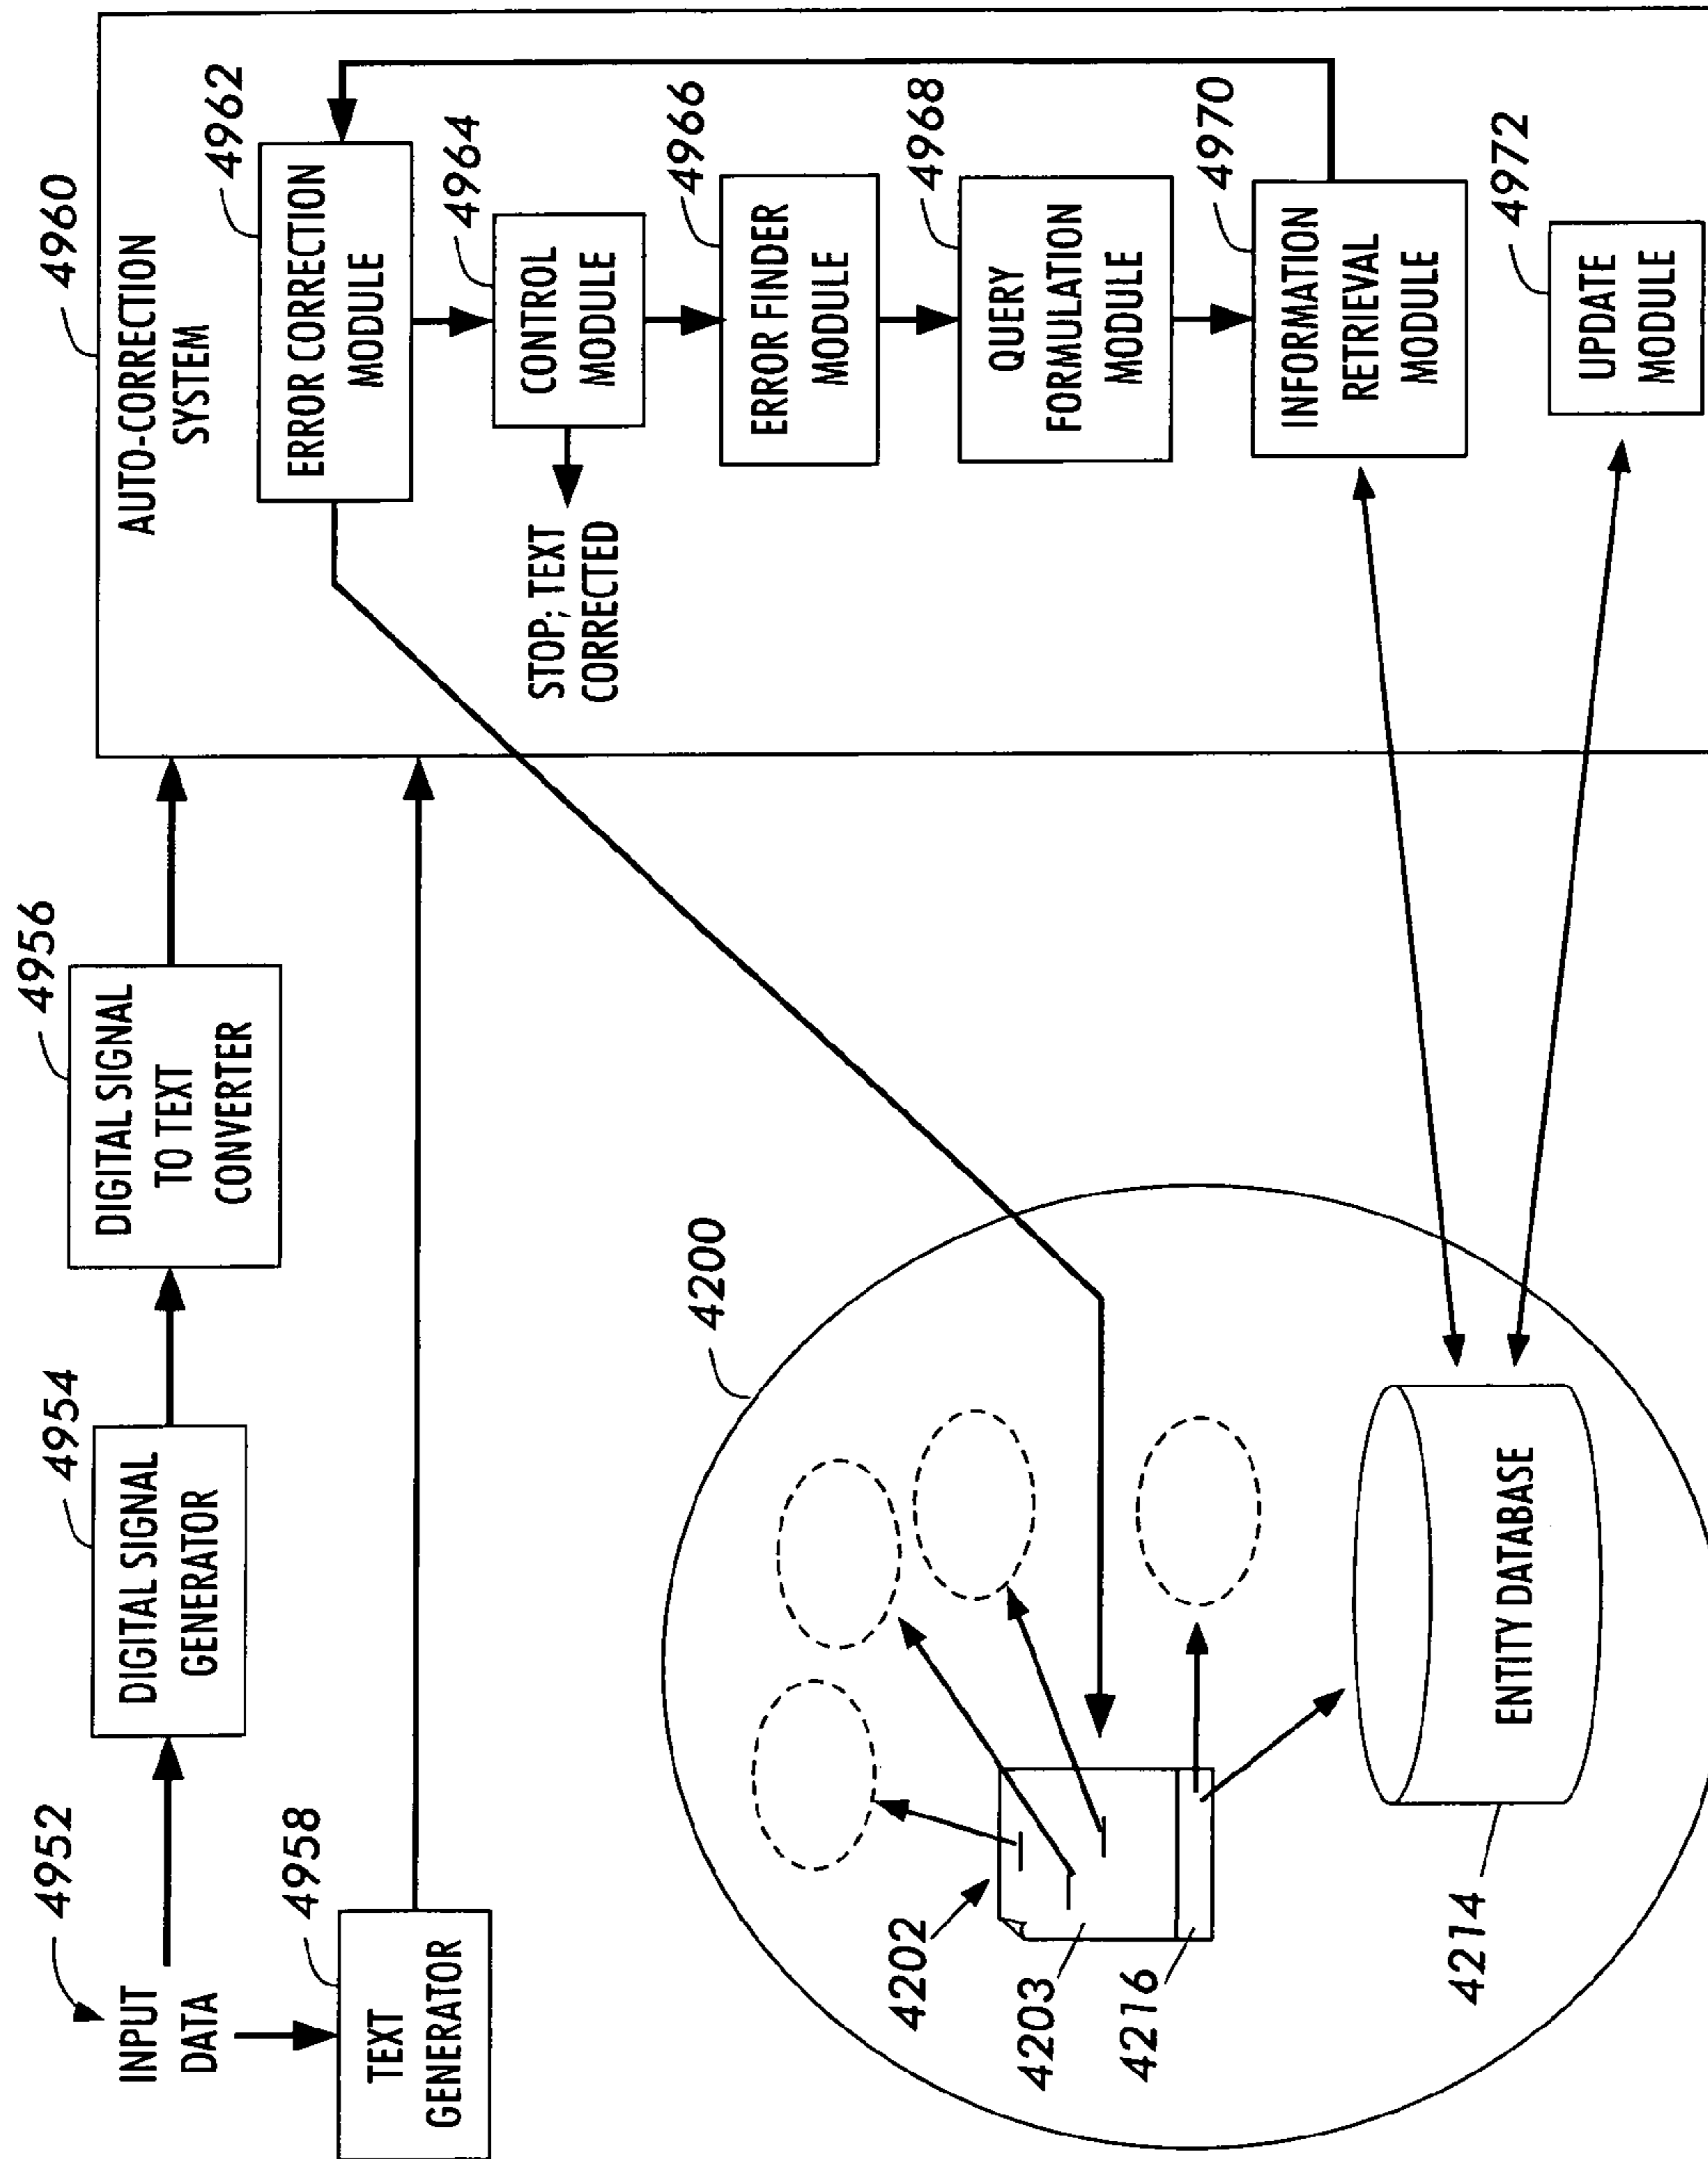 4952
INPUT
DATA
4954
DIGITAL SIGNAL
GENERATOR
4956
DIGITAL SIGNAL
TO TEXT
CONVERTER
4958
TEXT
GENERATOR
4960
AUTO-CORRECTION
SYSTEM
4962
ERROR CORRECTION
MODULE
4964
CONTROL
MODULE
STOP; TEXT
CORRECTED
4966
ERROR FINDER
MODULE
4968
QUERY
FORMULATION
MODULE
4970
INFORMATION
RETRIEVAL
MODULE
4972
UPDATE
MODULE
4200
4202
4203
4216
ENTITY DATABASE
4214